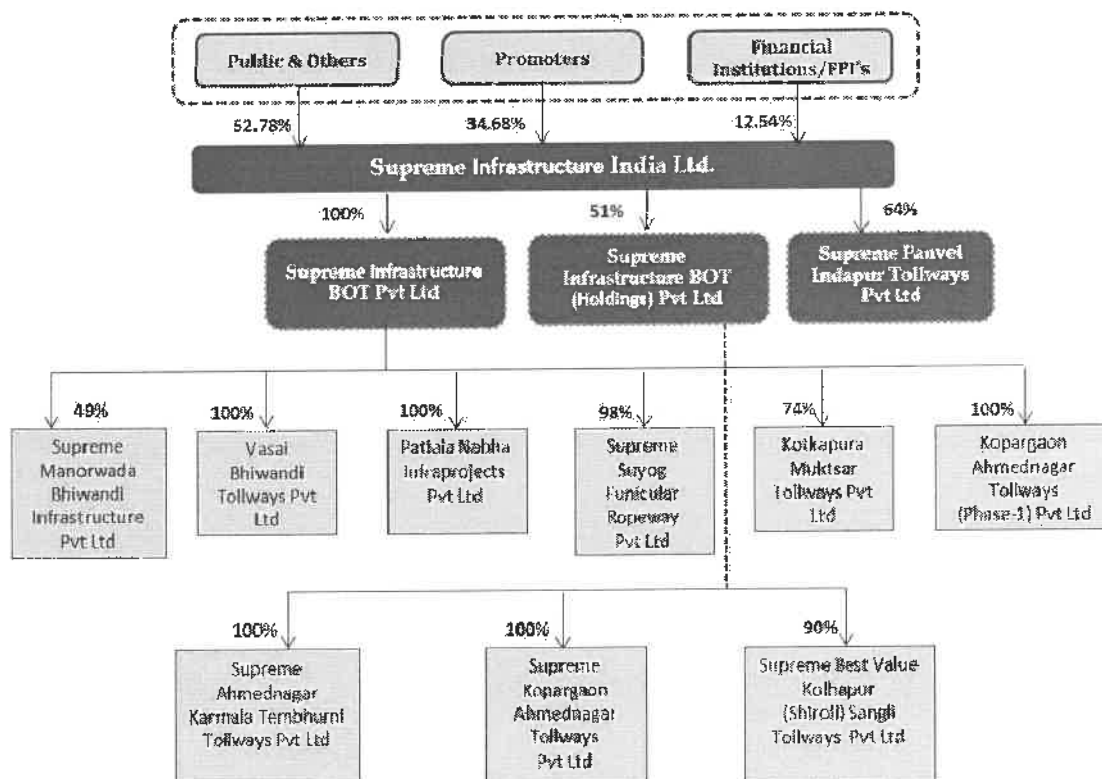 Public & Others
Promoters
Financial
Institutions/FPI's
52.78%
34.68%
12.54%
Supreme Infrastructure India Ltd.
100%
51%
64%
Supreme Infrastructure
BOT Pvt Ltd
Supreme
Infrastructure BOT
(Holdings) Pvt Ltd
Supreme Panvel
Indapur Tollways
Pvt Ltd
49%
100%
100%
98%
74%
100%
Supreme
Manorwada
Bhiwandi
Infrastructure
Pvt Ltd
Vasai
Bhiwandi
Tollways Pvt
Ltd
Patiala Nabha
Infraprojects
Pvt Ltd
Supreme
Suyog
Funicular
Ropeway
Pvt Ltd
Kotkapura
Muktsar
Tollways Pvt
Ltd
Kopargaon
Ahmednagar
Tollways
(Phase-1) Pvt Ltd
100%
100%
90%
Supreme
Ahmednagar
Karmala Tembhurni
Tollways Pvt Ltd
Supreme
Kopargaon
Ahmednagar
Tollways
Pvt Ltd
Supreme Best Value
Kolhapur
(Shiroli) Sangli
Tollways Pvt Ltd